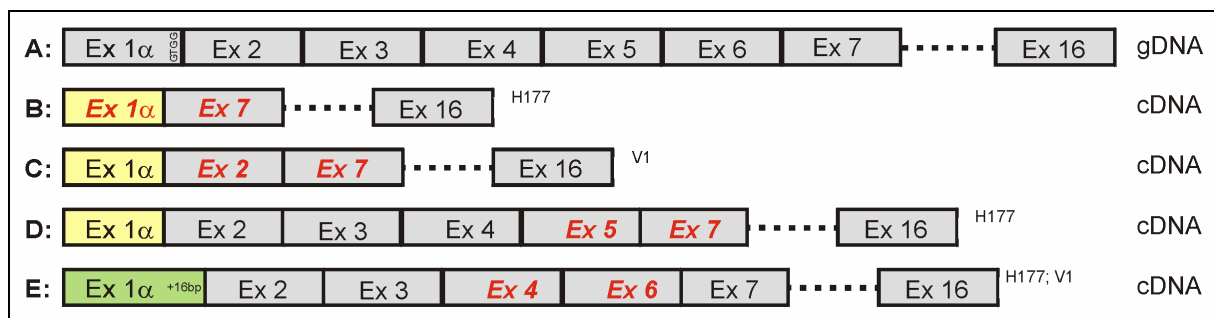 A: Ex 1α GTGG Ex 2 Ex 3 Ex 4 Ex 5 Ex 6 Ex 7 Ex 16 gDNA
B: Ex 1α Ex 7 Ex 16 H177 cDNA
C: Ex 1α Ex 2 Ex 7 Ex 16 V1 cDNA
D: Ex 1α Ex 2 Ex 3 Ex 4 Ex 5 Ex 7 Ex 16 H177 cDNA
E: Ex 1α +16bp Ex 2 Ex 3 Ex 4 Ex 6 Ex 7 Ex 16 H177; V1 cDNA